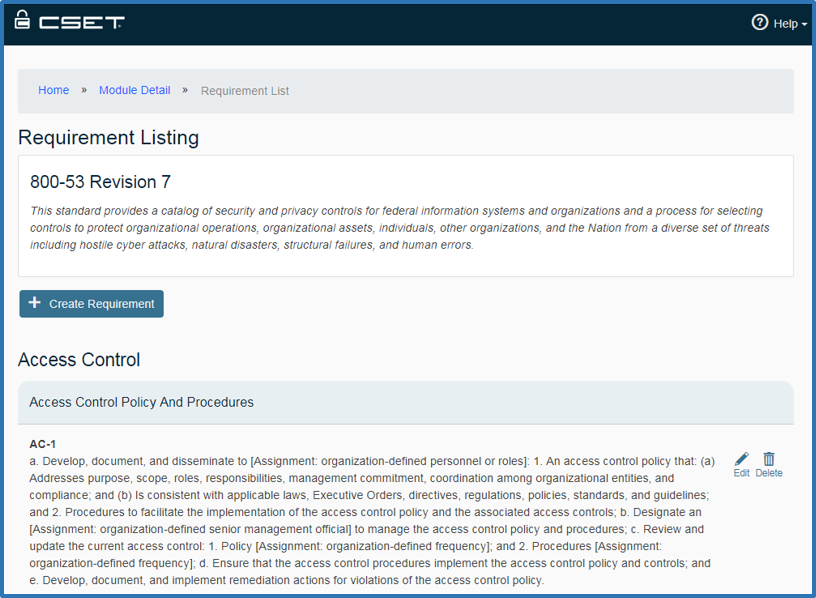 CSET
Help
Home » Module Detail » Requirement List
Requirement Listing
800-53 Revision 7
This standard provides a catalog of security and privacy controls for federal information systems and organizations and a process for selecting
controls to protect organizational operations, organizational assets, individuals, other organizations, and the Nation from a diverse set of threats
including hostile cyber attacks, natural disasters, structural failures, and human errors.
+ Create Requirement
Access Control
Access Control Policy And Procedures
AC-1
a. Develop, document, and disseminate to [Assignment: organization-defined personnel or roles]: 1. An access control policy that: (a)
Addresses purpose, scope, roles, responsibilities, management commitment, coordination among organizational entities, and
compliance; and (b) Is consistent with applicable laws, Executive Orders, directives, regulations, policies, standards, and guidelines;
and 2. Procedures to facilitate the implementation of the access control policy and the associated access controls; b. Designate an
[Assignment: organization-defined senior management official] to manage the access control policy and procedures; c. Review and
update the current access control: 1. Policy [Assignment: organization-defined frequency]; and 2. Procedures [Assignment:
organization-defined frequency]; d. Ensure that the access control procedures implement the access control policy and controls; and
e. Develop, document, and implement remediation actions for violations of the access control policy.
Edit Delete